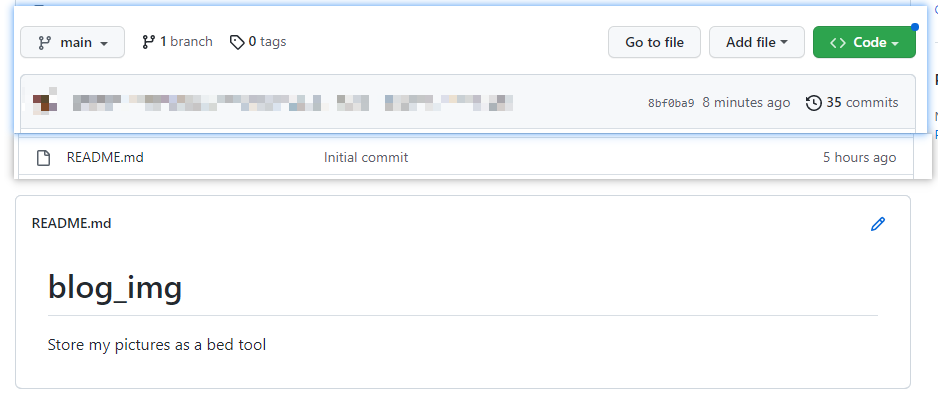 main 1 branch 0 tags Go to file Add file Code
8bf0ba9 8 minutes ago 35 commits
README.md Initial commit 5 hours ago
README.md
blog_img
Store my pictures as a bed tool